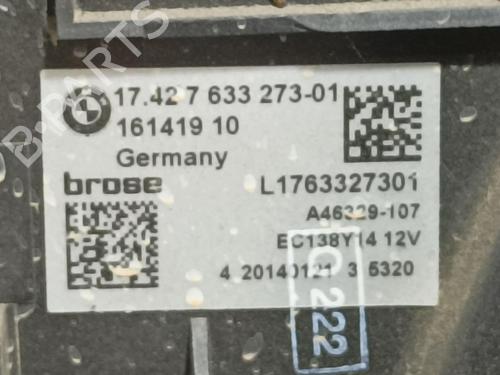 17.42 7 633 273-01
161419 10
Germany
brose
L1763327301
A46329-107
EC138Y14 12V
4 20140121 3 5320
222
B-PARTS